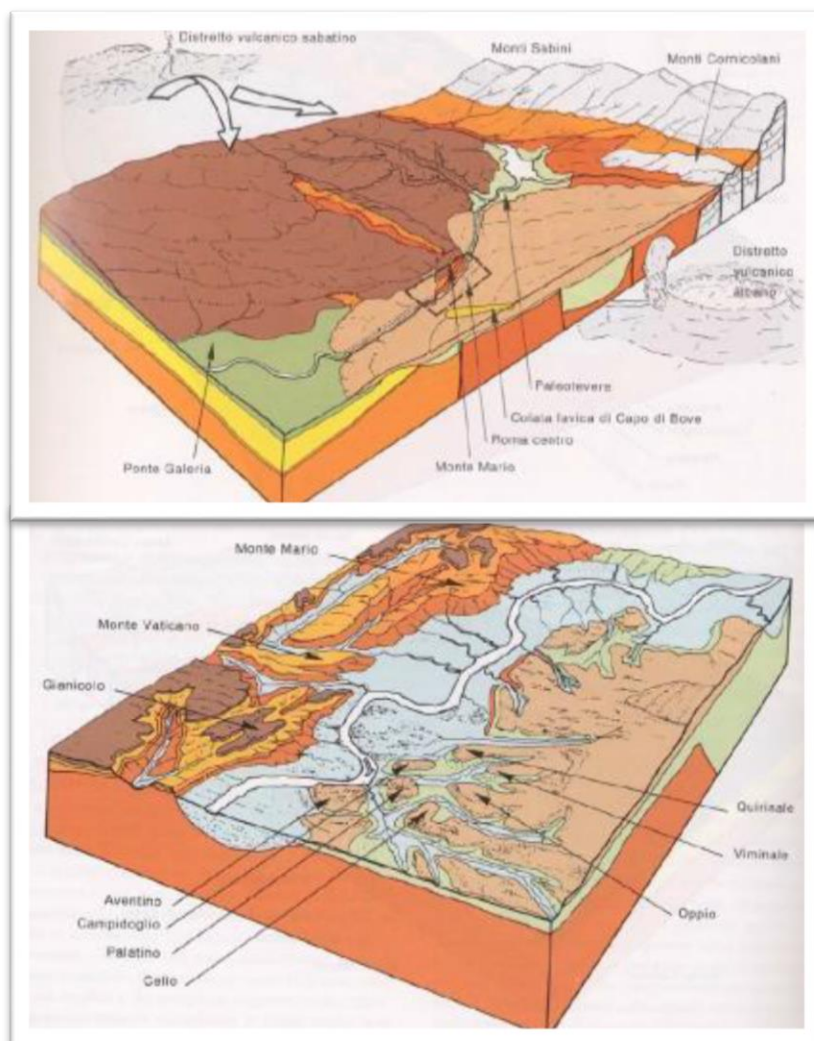 Distretto vulcanico sabatino
Monti Sabini
Monti Cornicolani
Distretto
vulcanico
albano
Paleotevere
Colata lavica di Capo di Bove
Roma centro
Monte Mario
Ponte Galeria
Monte Mario
Monte Vaticano
Gianicolo
Quirinale
Viminale
Oppio
Aventino
Campidoglio
Palatino
Celio